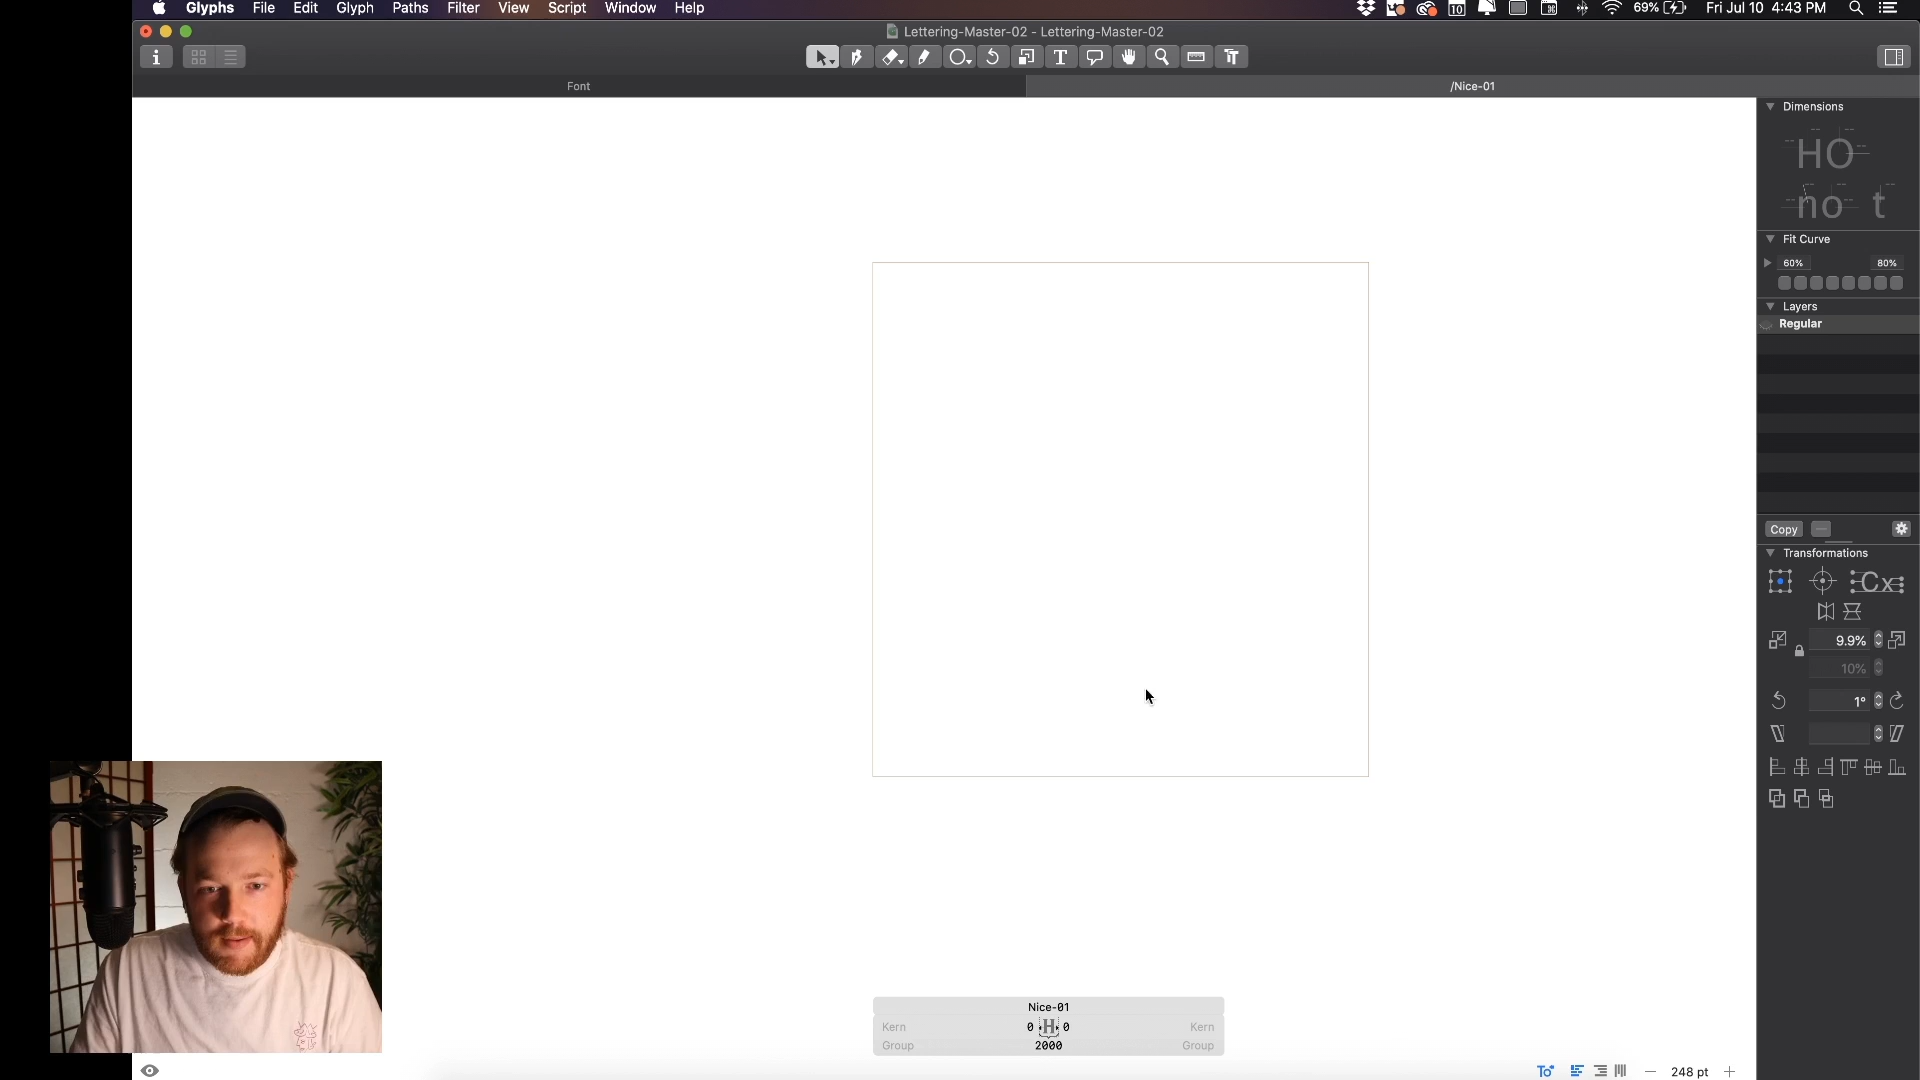 Glyphs File Edit Glyph Paths Filter View Script Window Help 10 69% Fri Jul 10 4:43 PM
Lettering-Master-02 - Lettering-Master-02
Font /Nice-01
Dimensions
HO
no t
Fit Curve
60% 80%
Layers
Regular
Copy
Transformations
Cx
9.9%
10%
1°
Nice-01
Kern 0 H 0 Kern
Group 2000 Group
248 pt